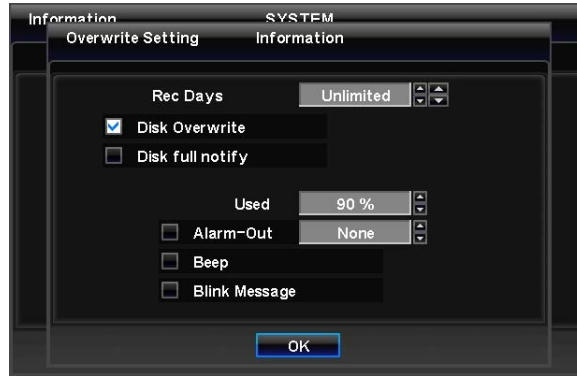 Information SYSTEM
Overwrite Setting Information
Rec Days Unlimited
Disk Overwrite
Disk full notify
Used 90 %
Alarm-Out None
Beep
Blink Message
OK